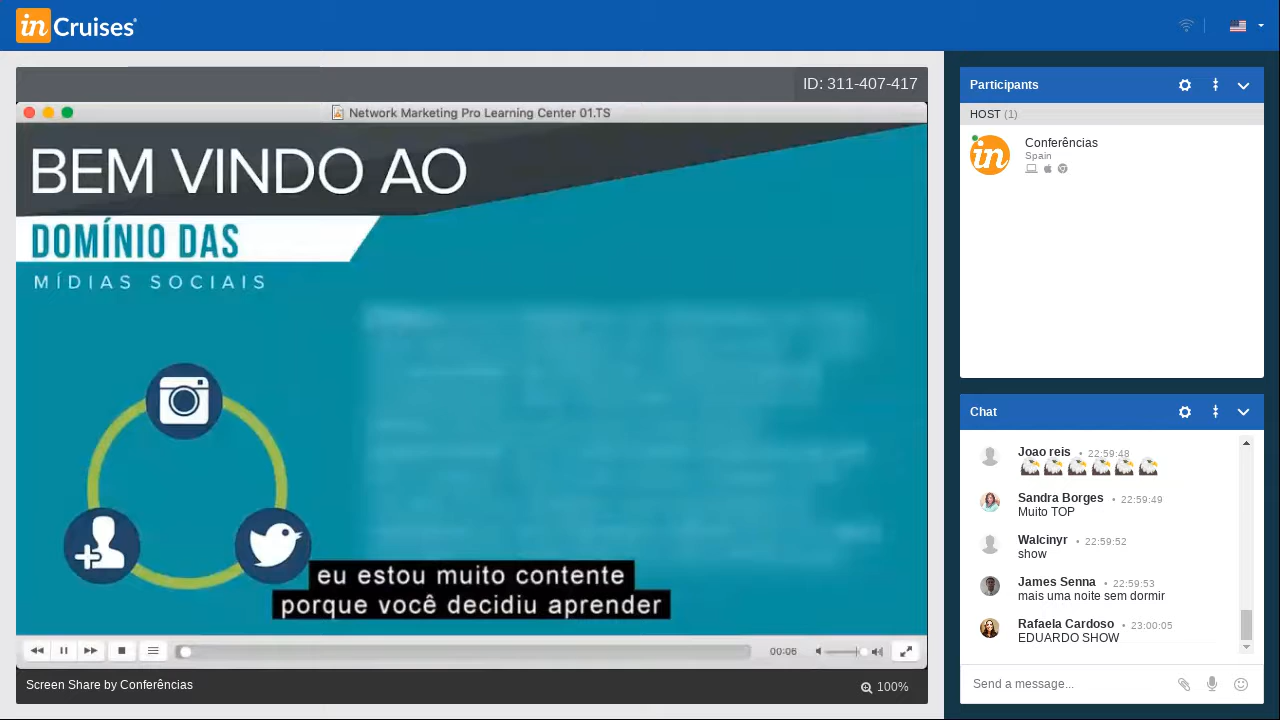 in Cruises
ID: 311-407-417
Network Marketing Pro Learning Center 01.TS
BEM VINDO AO
DOMÍNIO DAS
MÍDIAS SOCIAIS
eu estou muito contente
porque você decidiu aprender
00:06
Screen Share by Conferências
100%
Participants
HOST (1)
in
Conferências
Spain
Chat
Joao reis • 22:59:48
Sandra Borges • 22:59:49
Muito TOP
Walcinyr • 22:59:52
show
James Senna • 22:59:53
mais uma noite sem dormir
Rafaela Cardoso • 23:00:05
EDUARDO SHOW
Send a message...